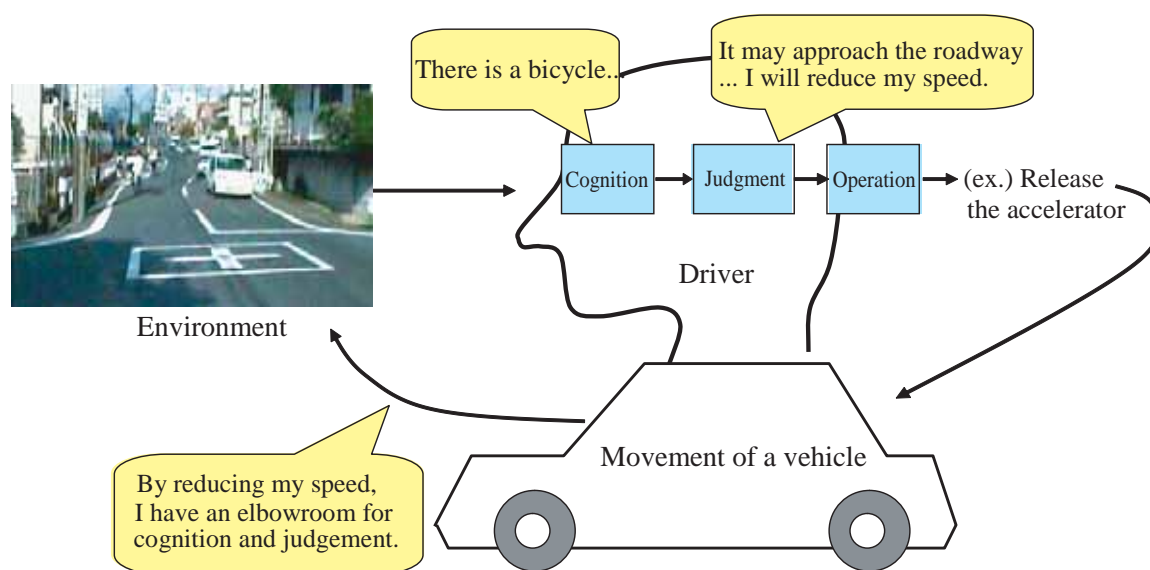 There is a bicycle..
It may approach the roadway
... I will reduce my speed.
Cognition
Judgment
Operation
(ex.) Release
the accelerator
Driver
Environment
Movement of a vehicle
By reducing my speed,
I have an elbowroom for
cognition and judgement.